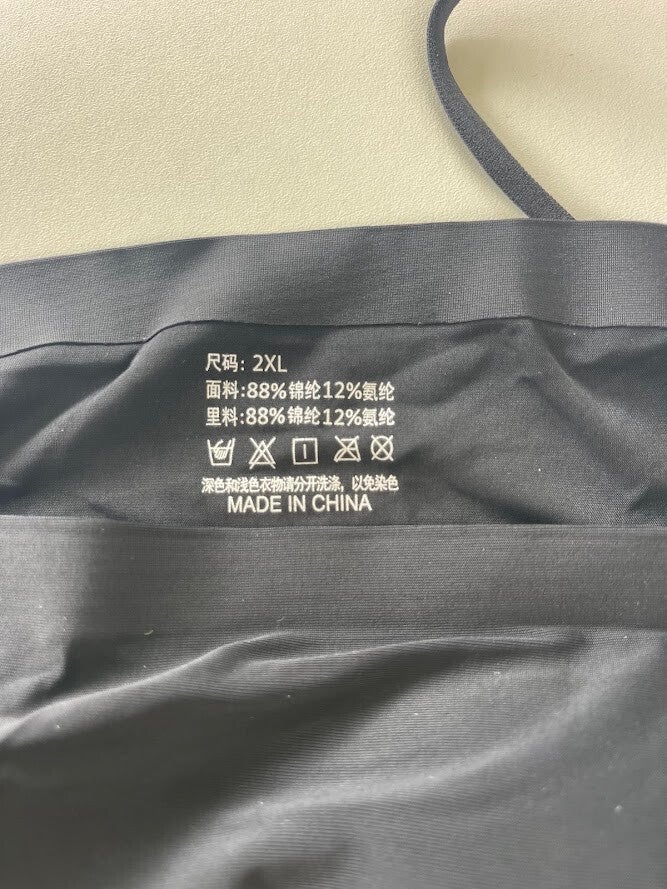 尺码: 2XL
面料:88%锦纶12%氨纶
里料:88%锦纶12%氨纶
深色和浅色衣物请分开洗涤，以免染色
MADE IN CHINA